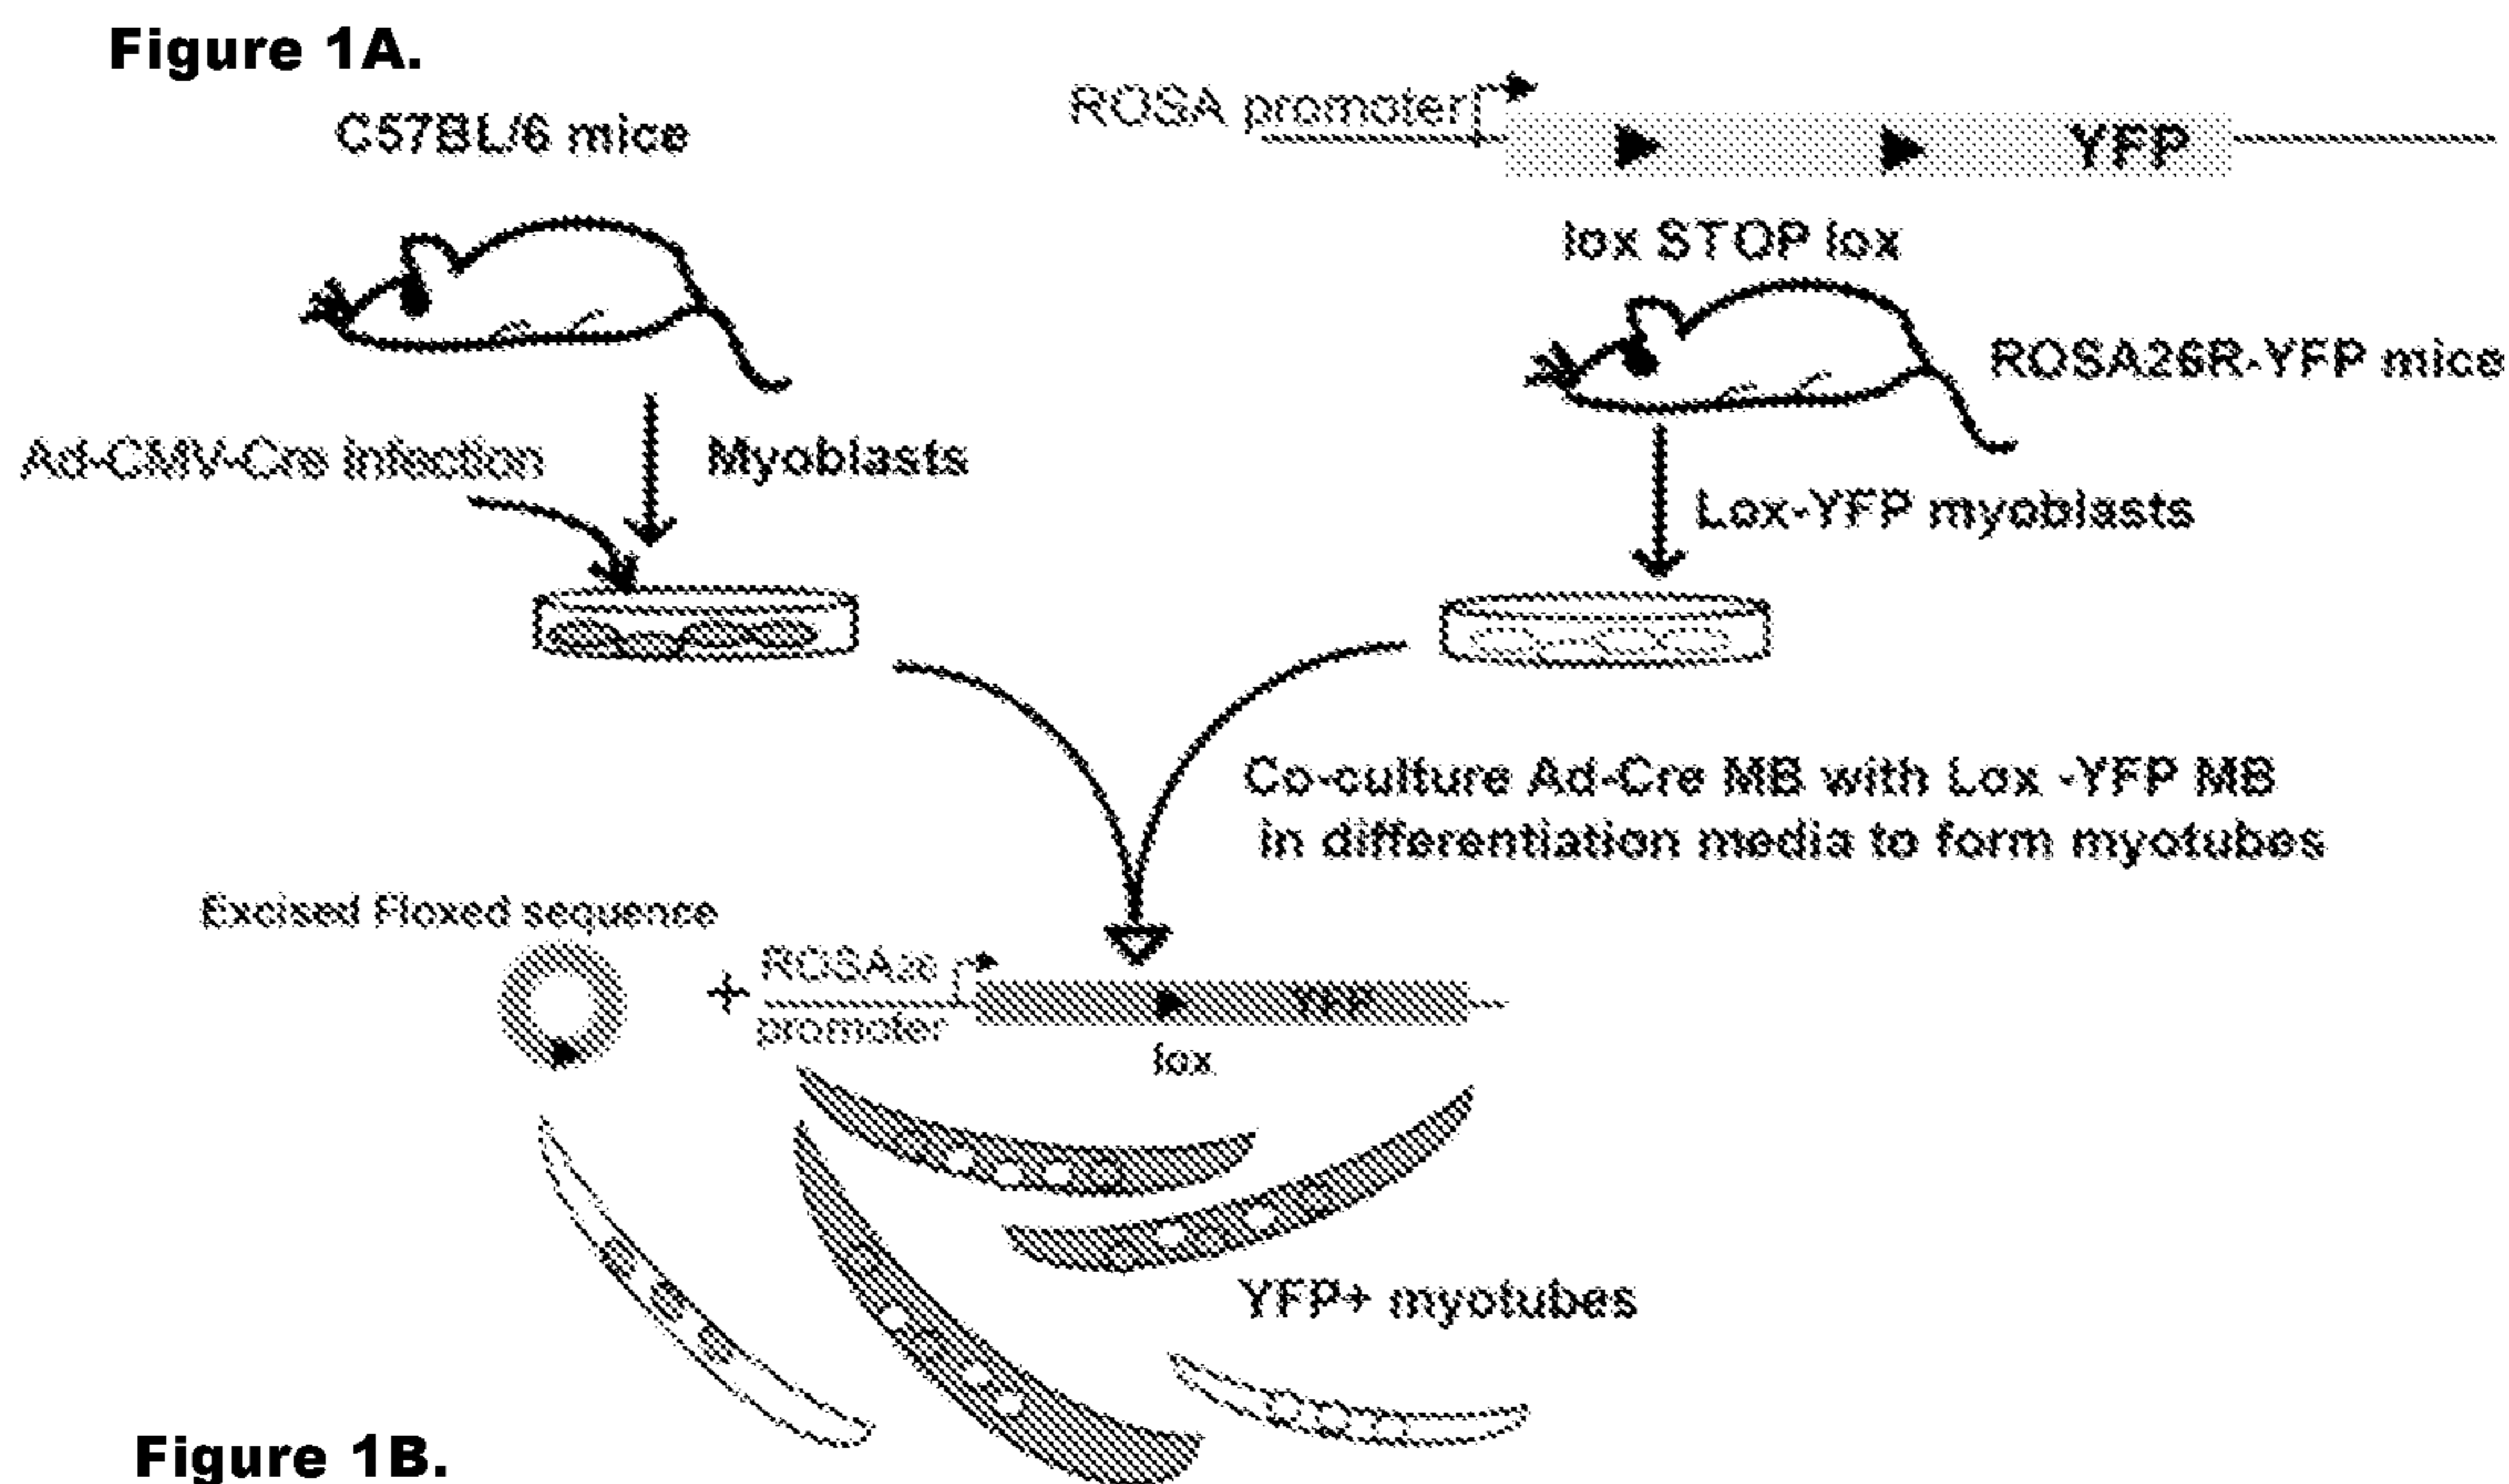 Figure 1A.
C57BL/6 mice
ROSA promoter
YFP
lox STOP lox
ROSA26R-YFP mice
Ad-CMV-Cre infection
Myoblasts
Lox-YFP myoblasts
Co-culture Ad-Cre MB with Lox -YFP MB
in differentiation media to form myotubes
Excised Floxed sequence
+
ROSA26
promoter
YFP
lox
YFP+ myotubes
Figure 1B.